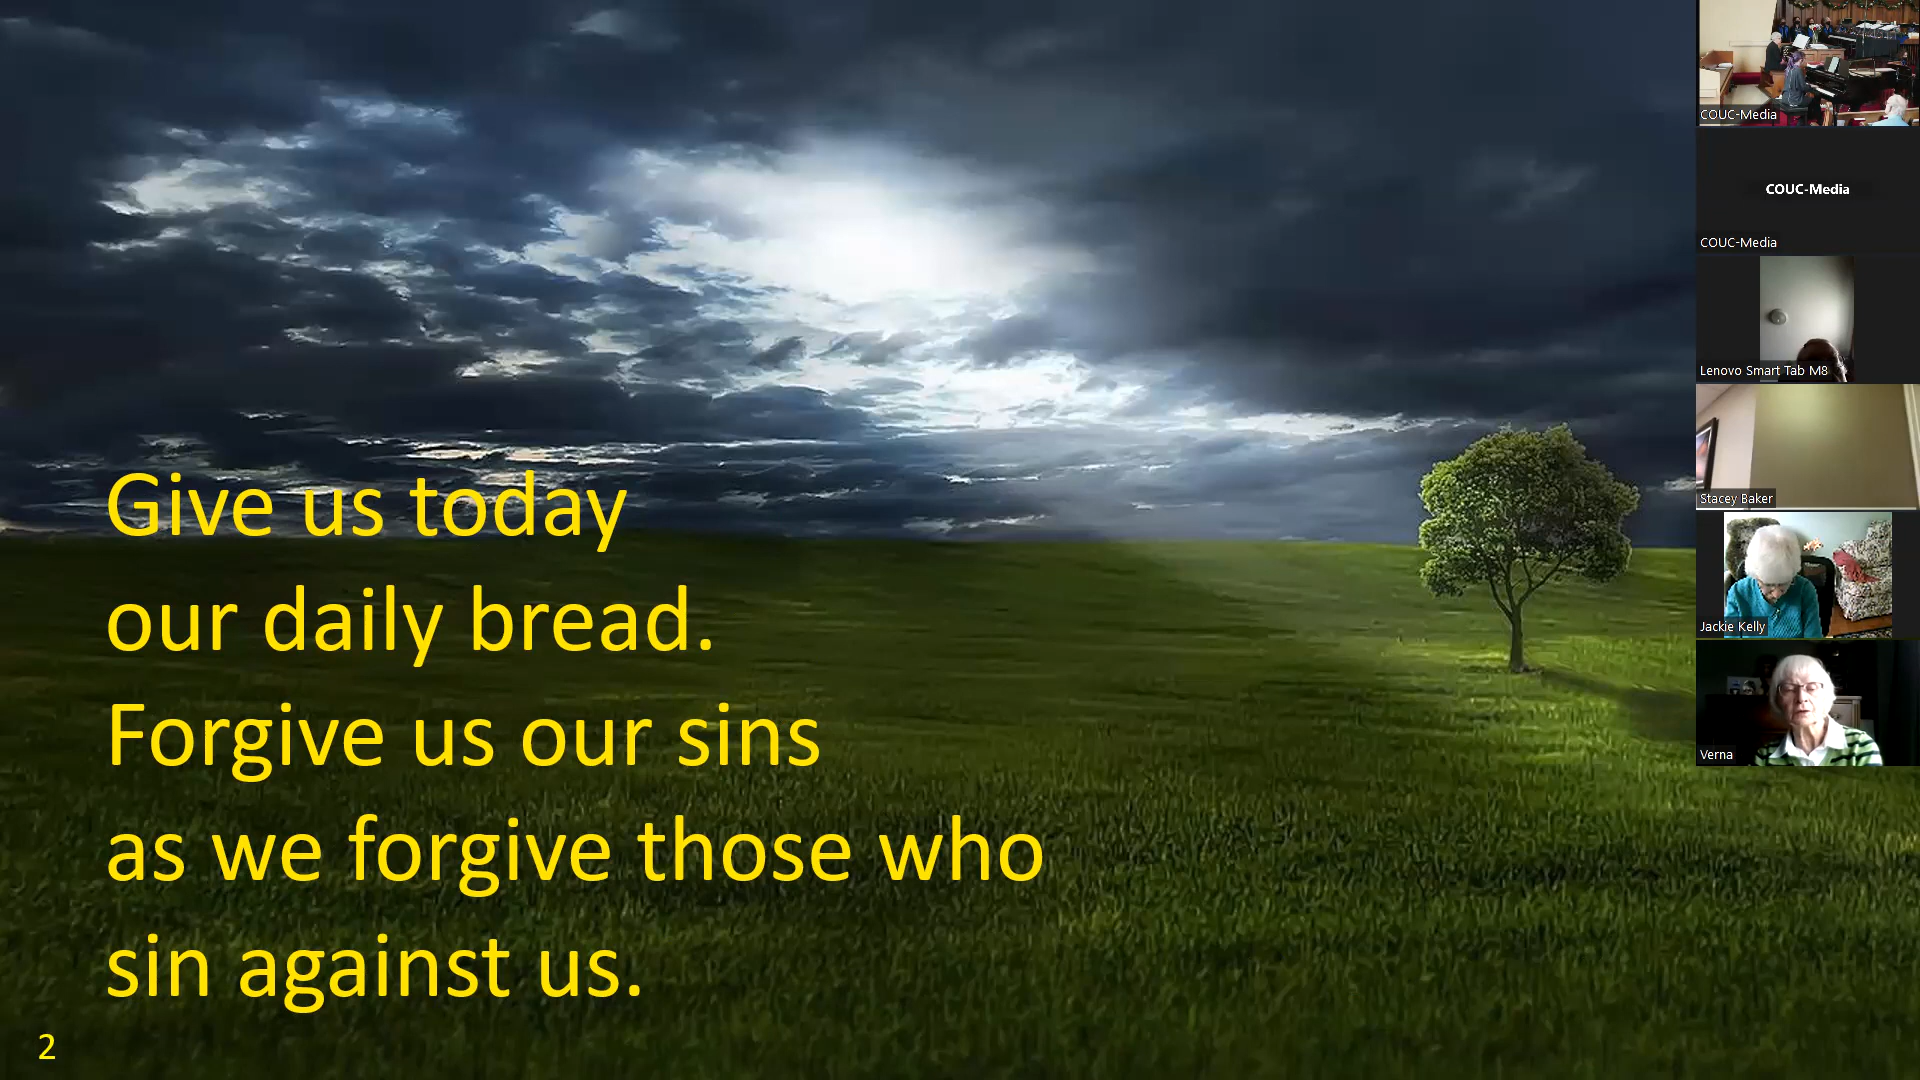 Give us today
our daily bread.
Forgive us our sins
as we forgive those who
sin against us.
2
COUC-Media
COUC-Media
COUC-Media
Lenovo Smart Tab M8
Stacey Baker
Jackie Kelly
Verna